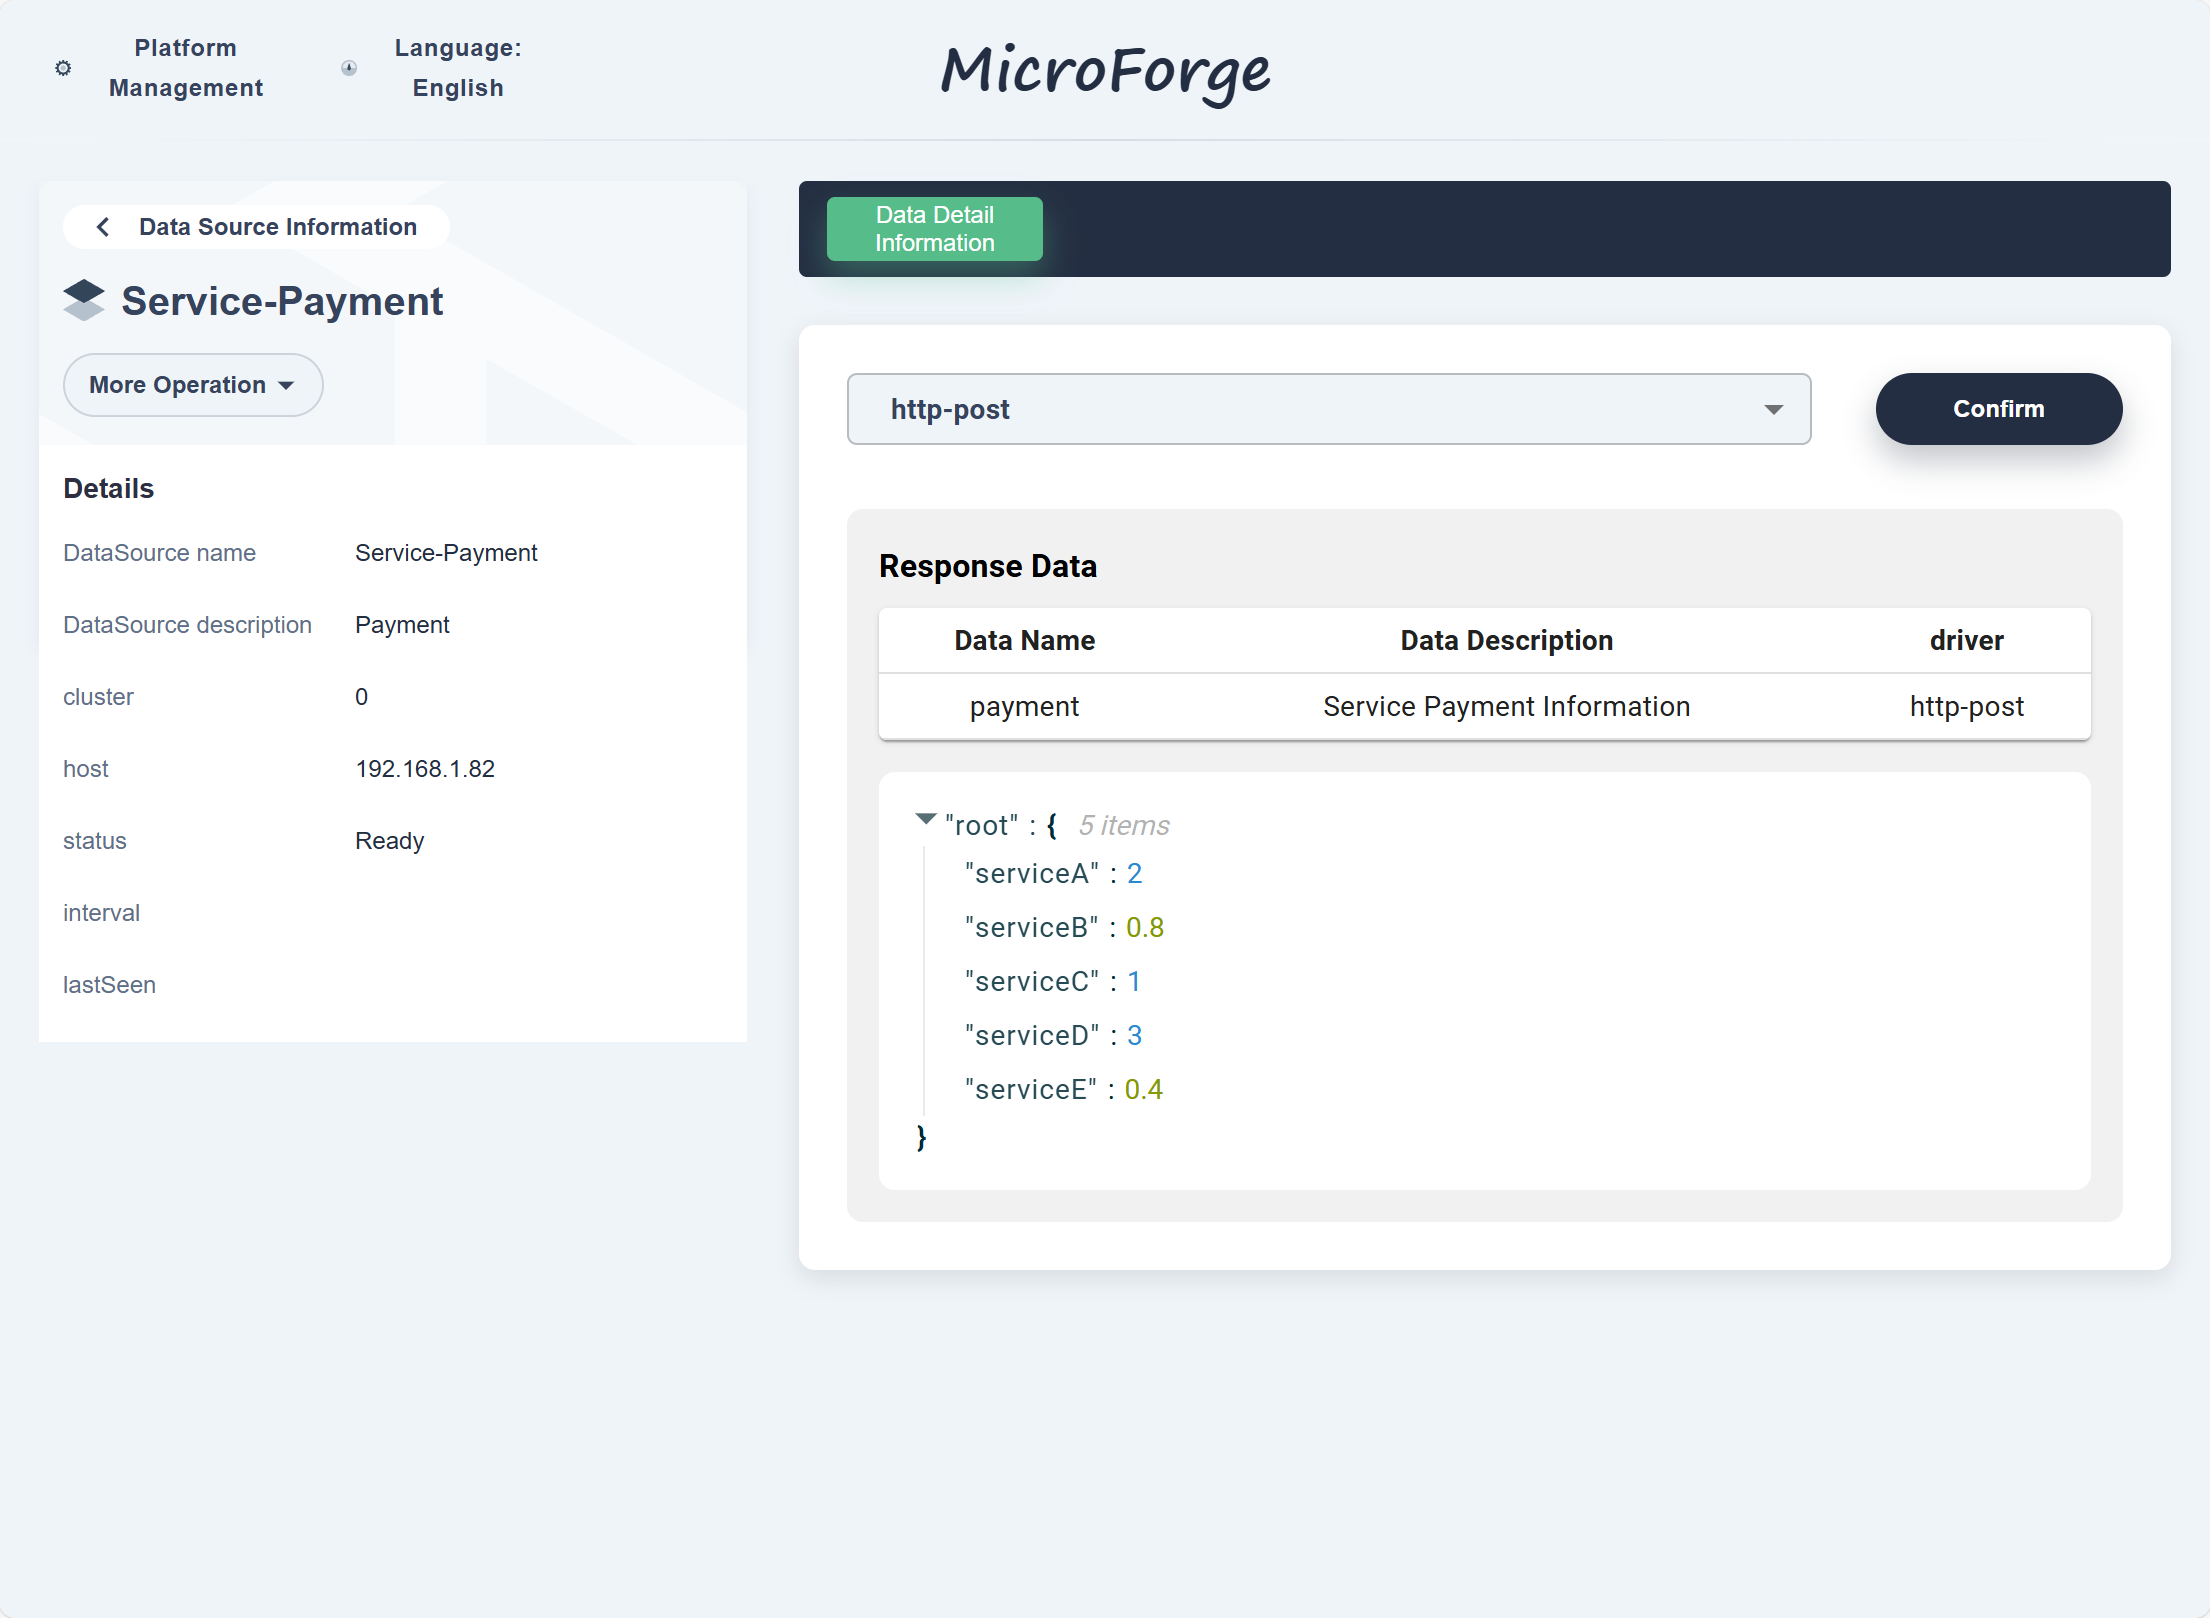 Platform
Management
Language:
English
MicroForge
Data Source Information
Service-Payment
More Operation
Details
DataSource name Service-Payment
DataSource description Payment
cluster 0
host 192.168.1.82
status Ready
interval
lastSeen
Data Detail
Information
http-post
Confirm
Response Data
Data Name Data Description driver
payment Service Payment Information http-post
"root" : { 5 items
"serviceA" : 2
"serviceB" : 0.8
"serviceC" : 1
"serviceD" : 3
"serviceE" : 0.4
}